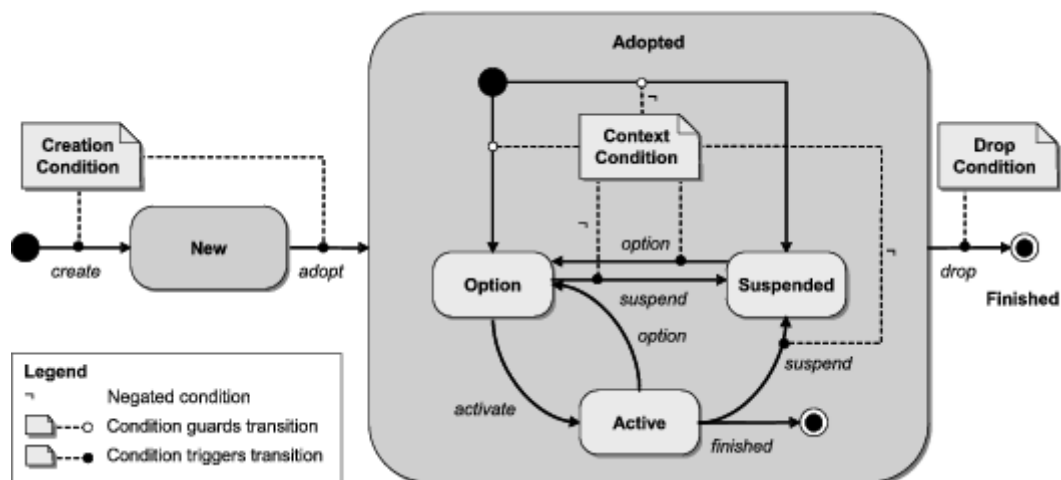 Adopted
Creation
Condition
Context
Condition
Drop
Condition
¬
¬
¬
New
create
adopt
option
Option
suspend
Suspended
option
suspend
activate
Active
finished
drop
Finished
Legend
¬ Negated condition
Condition guards transition
Condition triggers transition